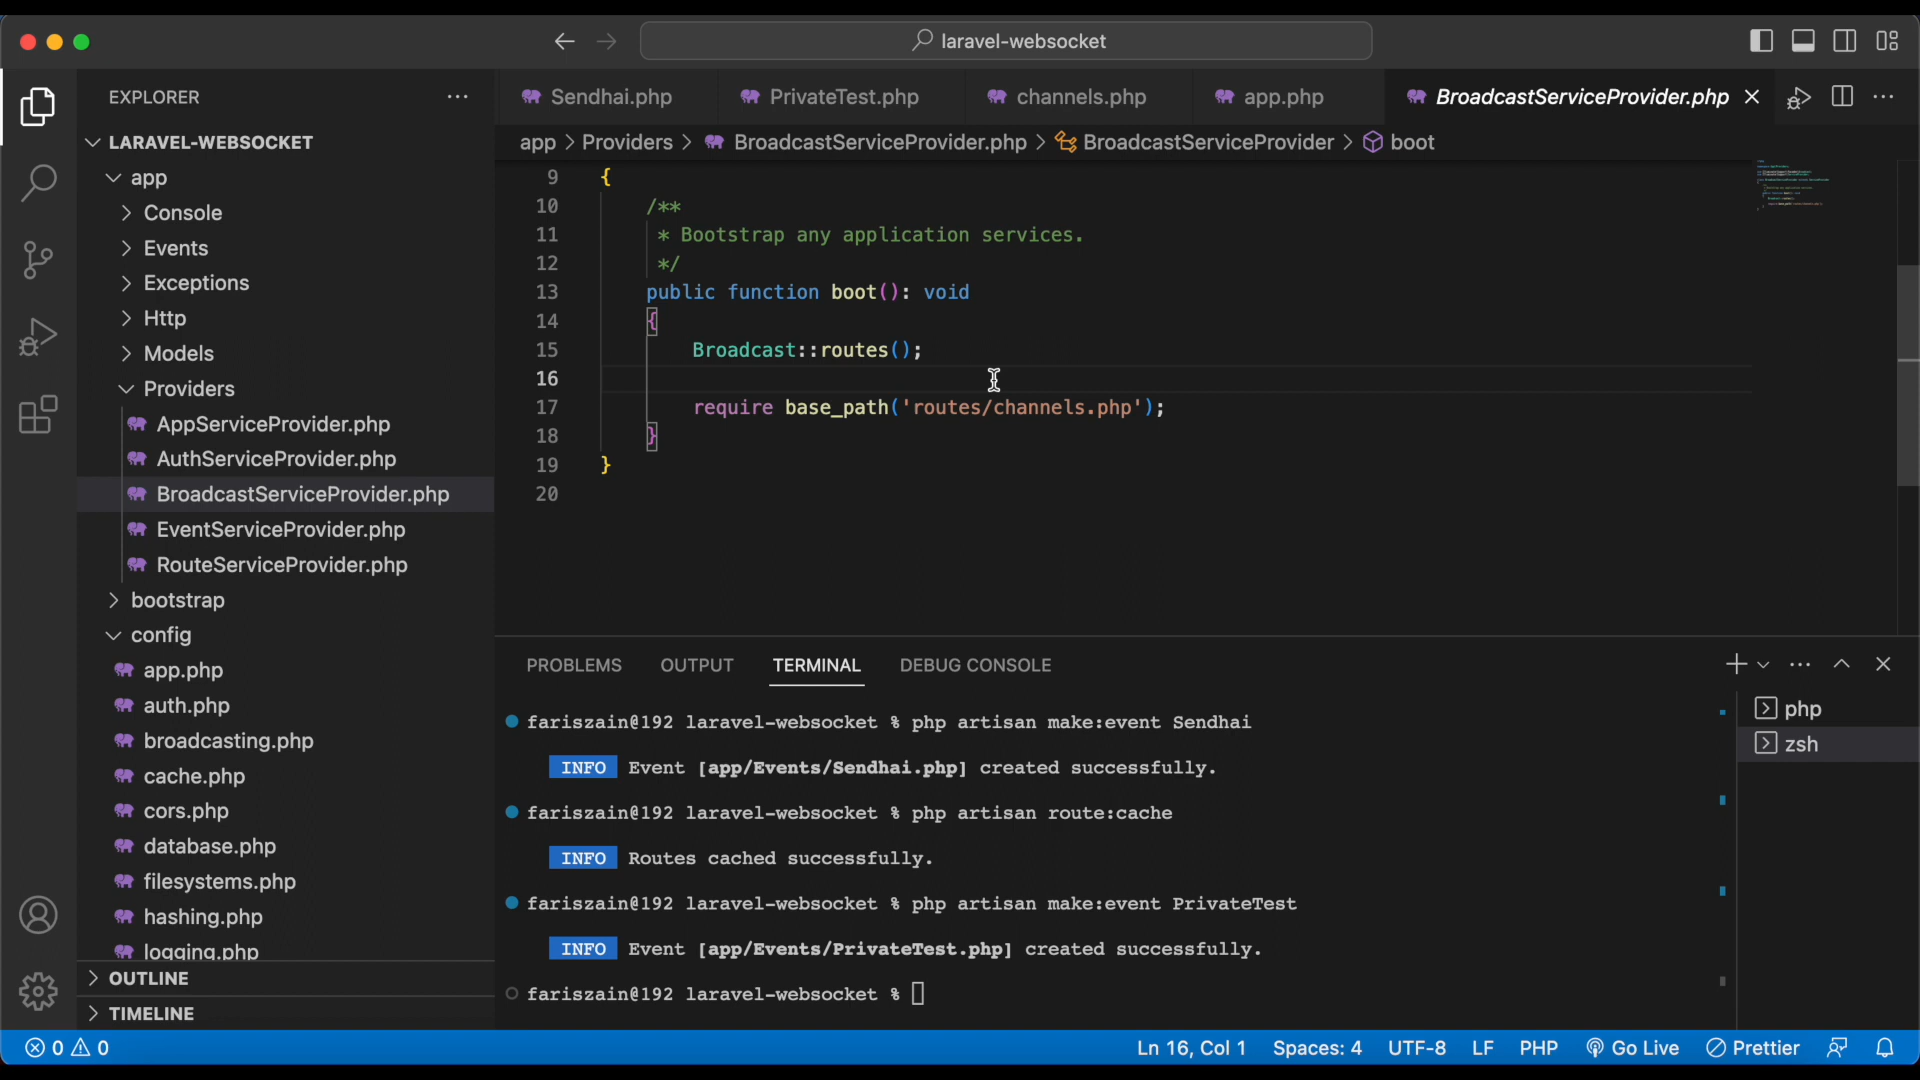 laravel-websocket
EXPLORER
LARAVEL-WEBSOCKET
app
Console
Events
Exceptions
Http
Models
Providers
AppServiceProvider.php
AuthServiceProvider.php
BroadcastServiceProvider.php
EventServiceProvider.php
RouteServiceProvider.php
bootstrap
config
app.php
auth.php
broadcasting.php
cache.php
cors.php
database.php
filesystems.php
hashing.php
logging.php
OUTLINE
TIMELINE
Sendhai.php PrivateTest.php channels.php app.php BroadcastServiceProvider.php
app > Providers > BroadcastServiceProvider.php > BroadcastServiceProvider > boot
9 {
10 /**
11 * Bootstrap any application services.
12 */
13 public function boot(): void
14 {
15 Broadcast::routes();
16
17 require base_path('routes/channels.php');
18 }
19 }
20
PROBLEMS OUTPUT TERMINAL DEBUG CONSOLE
fariszain@192 laravel-websocket % php artisan make:event Sendhai
INFO Event [app/Events/Sendhai.php] created successfully.
fariszain@192 laravel-websocket % php artisan route:cache
INFO Routes cached successfully.
fariszain@192 laravel-websocket % php artisan make:event PrivateTest
INFO Event [app/Events/PrivateTest.php] created successfully.
fariszain@192 laravel-websocket %
php
zsh
0 0
Ln 16, Col 1 Spaces: 4 UTF-8 LF PHP Go Live Prettier